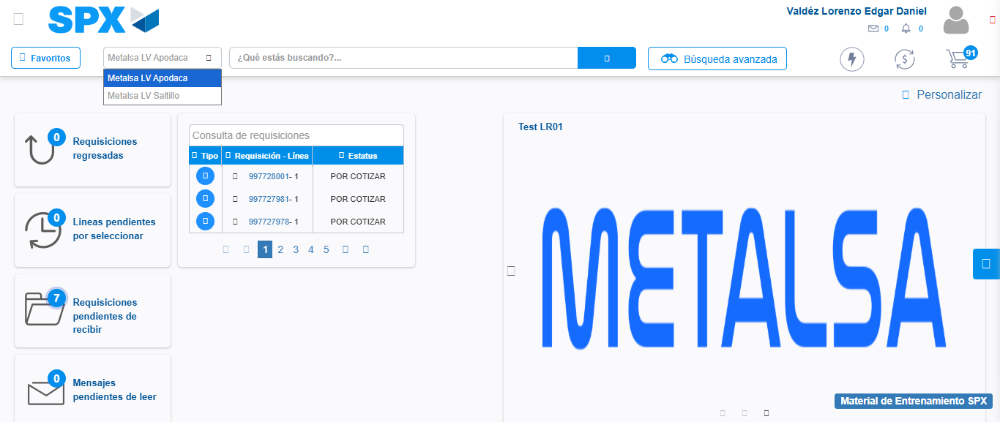 SPX
Valdéz Lorenzo Edgar Daniel
0 0
Favoritos
Metalsa LV Apodaca
¿Qué estás buscando?...
Búsqueda avanzada
91
Metalsa LV Apodaca
Metalsa LV Saltillo
Personalizar
0
Requisiciones
regresadas
0
Lineas pendientes
por seleccionar
7
Requisiciones
pendientes de
recibir
0
Mensajes
pendientes de leer
Consulta de requisiciones
Tipo Requisición - Línea Estatus
997728001- 1 POR COTIZAR
997727981- 1 POR COTIZAR
997727978- 1 POR COTIZAR
1 2 3 4 5
Test LR01
METALSA
Material de Entrenamiento SPX